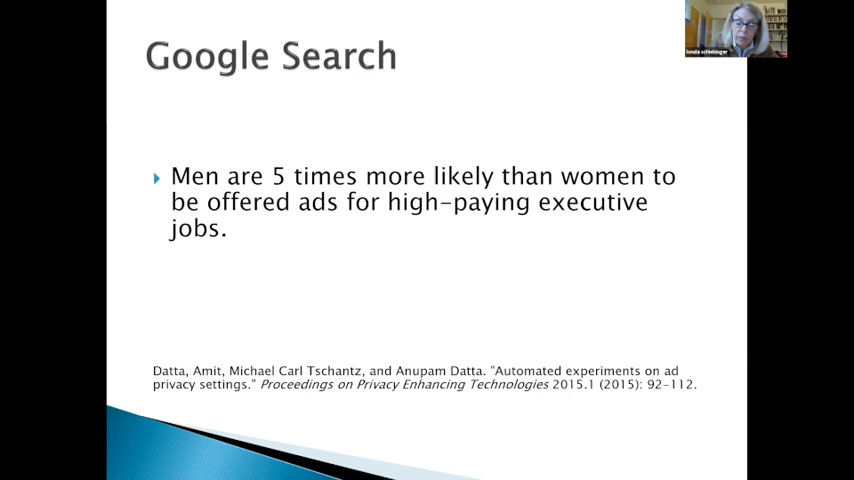 Google Search
londa schiebinger
Men are 5 times more likely than women to
be offered ads for high-paying executive
jobs.
Datta, Amit, Michael Carl Tschantz, and Anupam Datta. "Automated experiments on ad
privacy settings." Proceedings on Privacy Enhancing Technologies 2015.1 (2015): 92-112.